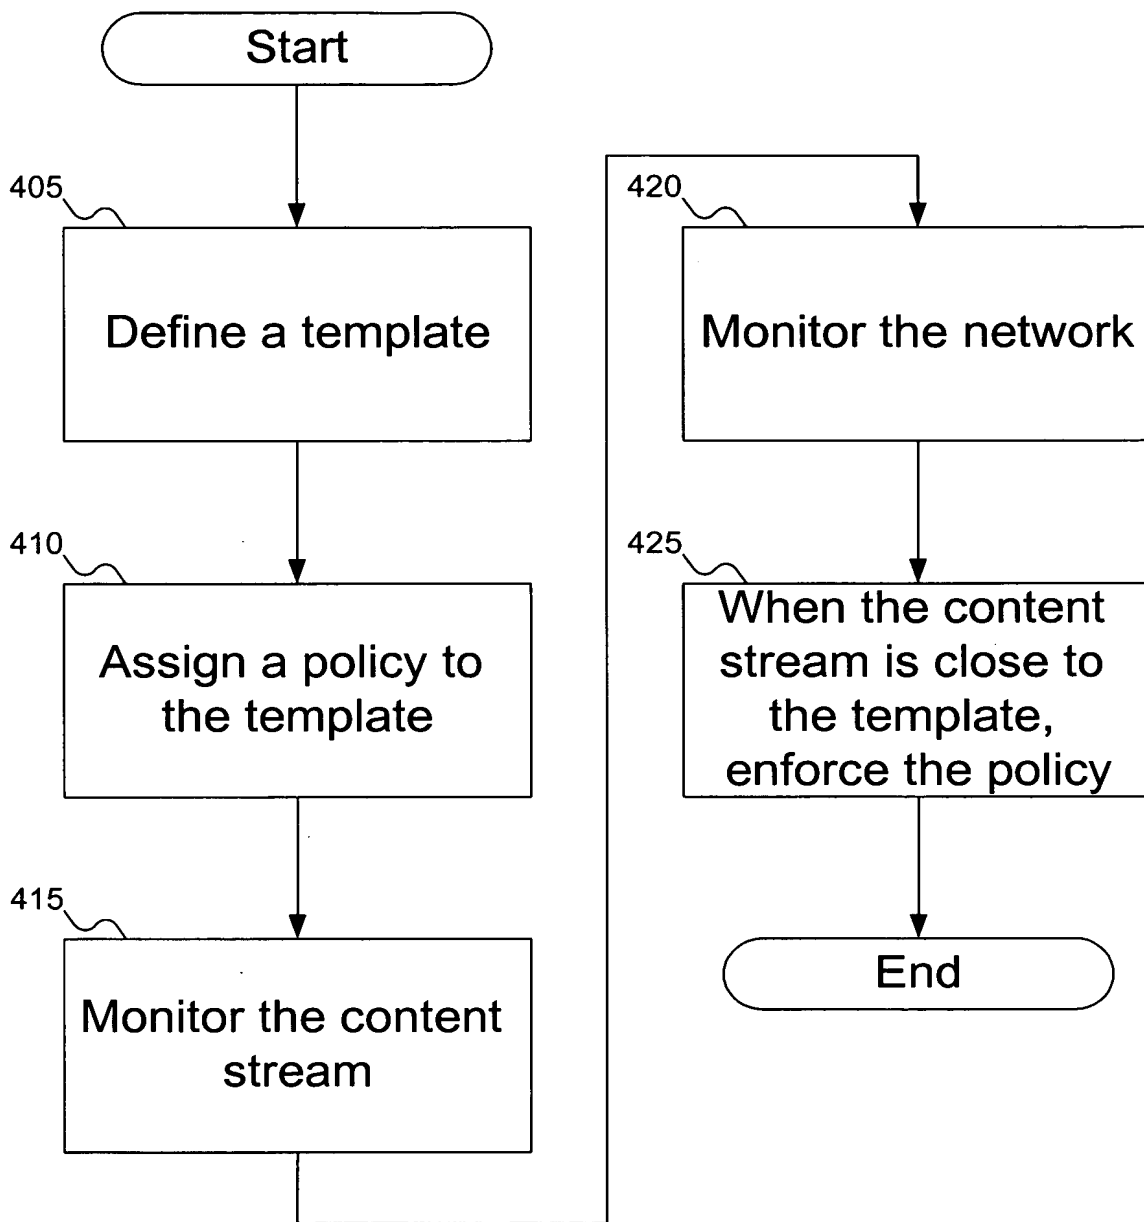 Start
405
Define a template
410
Assign a policy to
the template
415
Monitor the content
stream
420
Monitor the network
425
When the content
stream is close to
the template,
enforce the policy
End